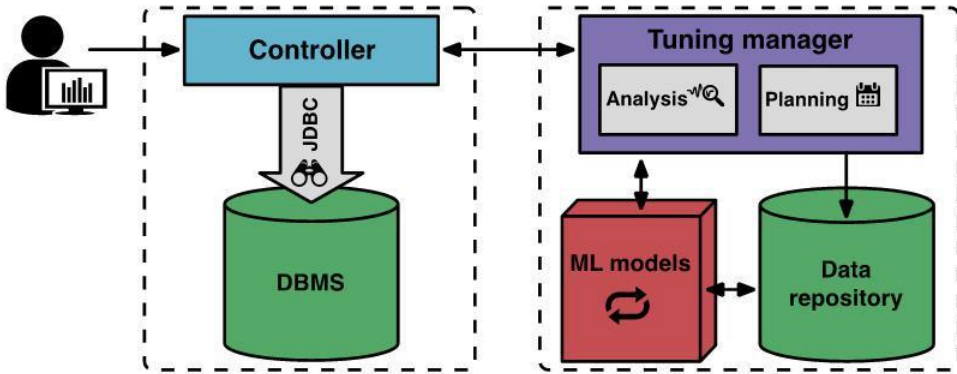 Controller
Tuning manager
Analysis
Planning
JDBC
DBMS
ML models
Data
repository